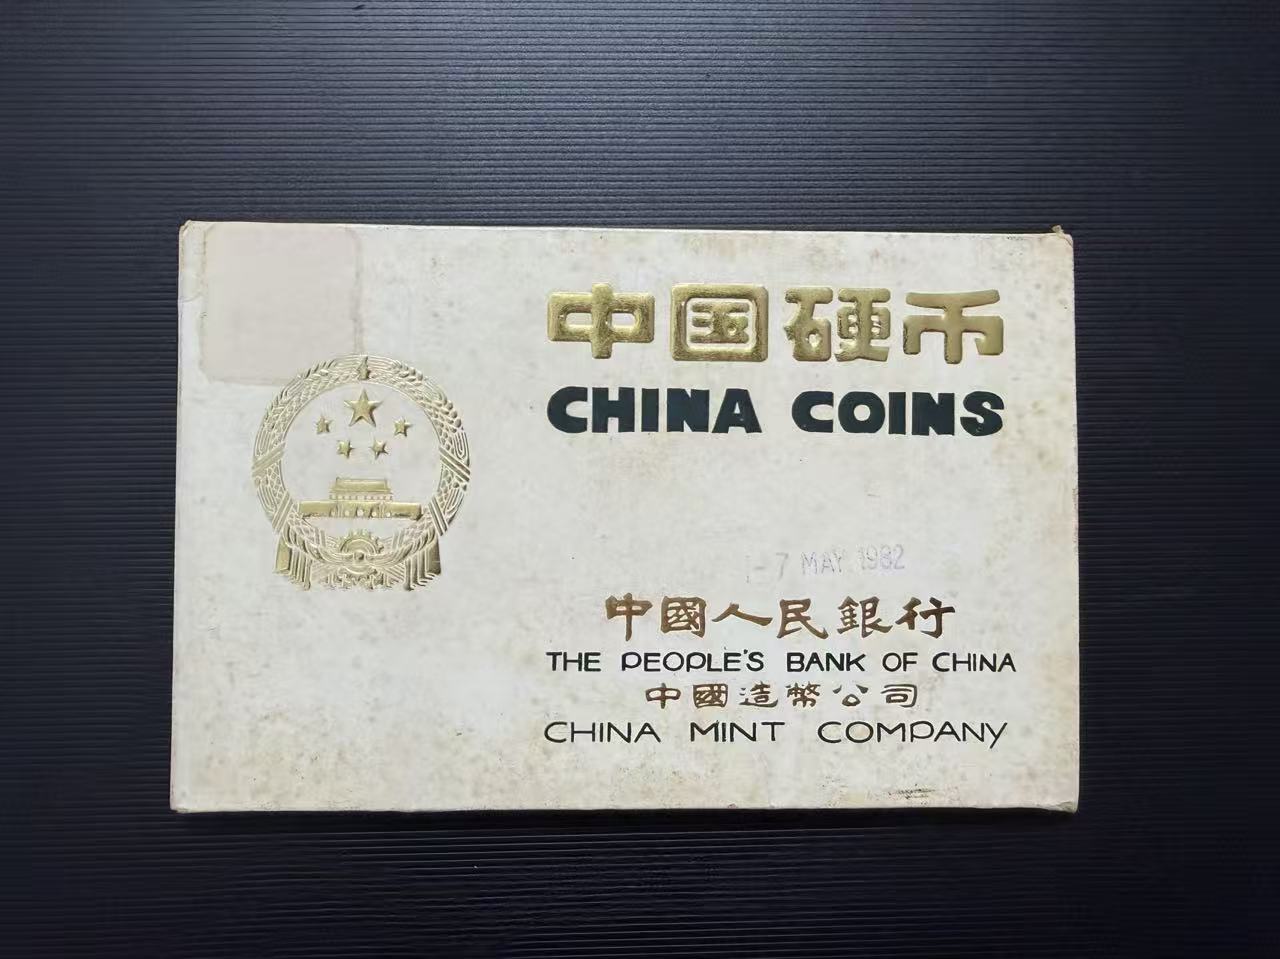 中国硬币
CHINA COINS
1-7 MAY 1982
中國人民銀行
THE PEOPLE'S BANK OF CHINA
中國造幣公司
CHINA MINT COMPANY